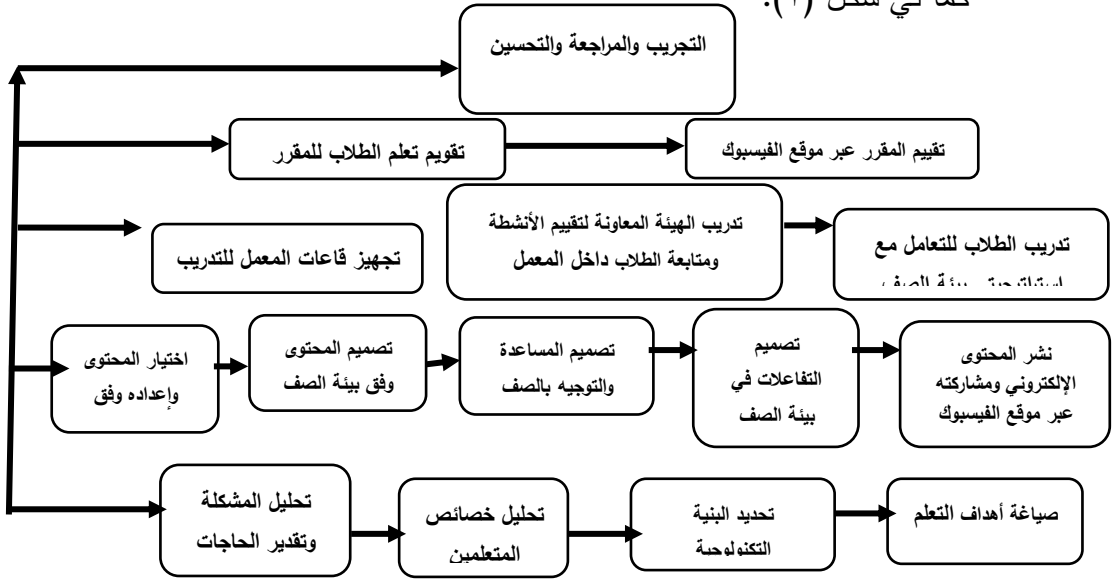 كما في شكل (١).
التجريب والمراجعة والتحسين
تقويم تعلم الطلاب للمقرر
تقييم المقرر عبر موقع الفيسبوك
تجهيز قاعات المعمل للتدريب
تدريب الهيئة المعاونة لتقييم الأنشطة
ومتابعة الطلاب داخل المعمل
تدريب الطلاب للتعامل مع
بيئة الصف
اختيار المحتوى
وإعداده وفق
تصميم المحتوى
وفق بيئة الصف
تصميم المساعدة
والتوجيه بالصف
تصميم
التفاعلات في
بيئة الصف
نشر المحتوى
الإلكتروني ومشاركته
عبر موقع الفيسبوك
تحليل المشكلة
وتقدير الحاجات
تحليل خصائص
المتعلمين
تحديد البنية
التكنولوجية
صياغة أهداف التعلم